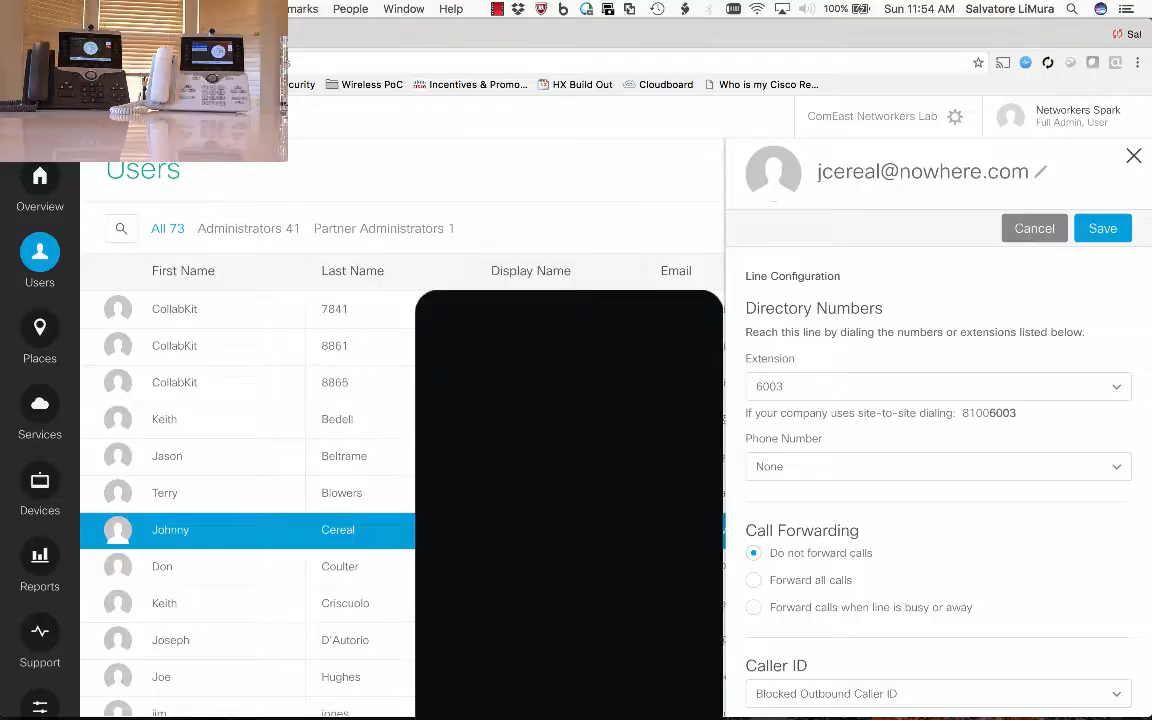 marks People Window Help 100% Sun 11:54 AM Salvatore LiMura
Sal
curity Wireless PoC Incentives & Promo... HX Build Out Cloudboard Who is my Cisco Re...
ComEast Networkers Lab
Networkers Spark
Full Admin, User
Users
jcereal@nowhere.com
All 73 Administrators 41 Partner Administrators 1
Cancel Save
First Name Last Name Display Name Email
CollabKit 7841
CollabKit 8861
CollabKit 8865
Keith Bedell
Jason Beltrame
Terry Blowers
Johnny Cereal
Don Coulter
Keith Criscuolo
Joseph D'Autorio
Joe Hughes
jim jones
Overview
Users
Places
Services
Devices
Reports
Support
Line Configuration
Directory Numbers
Reach this line by dialing the numbers or extensions listed below.
Extension
6003
If your company uses site-to-site dialing: 81006003
Phone Number
None
Call Forwarding
Do not forward calls
Forward all calls
Forward calls when line is busy or away
Caller ID
Blocked Outbound Caller ID